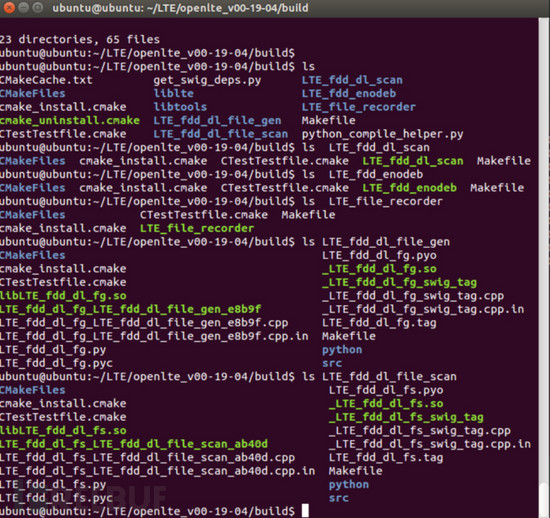 ubuntu@ubuntu: ~/LTE/openlte_v00-19-04/build
23 directories, 65 files
ubuntu@ubuntu:~/LTE/openlte_v00-19-04/build$
ubuntu@ubuntu:~/LTE/openlte_v00-19-04/build$ ls
CMakeCache.txt get_swig_deps.py LTE_fdd_dl_scan
CMakeFiles liblte LTE_fdd_enodeb
cmake_install.cmake libtools LTE_file_recorder
cmake_uninstall.cmake LTE_fdd_dl_file_gen Makefile
CTestTestfile.cmake LTE_fdd_dl_file_scan python_compile_helper.py
ubuntu@ubuntu:~/LTE/openlte_v00-19-04/build$ ls LTE_fdd_dl_scan
CMakeFiles cmake_install.cmake CTestTestfile.cmake LTE_fdd_dl_scan Makefile
ubuntu@ubuntu:~/LTE/openlte_v00-19-04/build$ ls LTE_fdd_enodeb
CMakeFiles cmake_install.cmake CTestTestfile.cmake LTE_fdd_enodeb Makefile
ubuntu@ubuntu:~/LTE/openlte_v00-19-04/build$ ls LTE_file_recorder
CMakeFiles CTestTestfile.cmake Makefile
cmake_install.cmake LTE_file_recorder
ubuntu@ubuntu:~/LTE/openlte_v00-19-04/build$ ls LTE_fdd_dl_file_gen
CMakeFiles LTE_fdd_dl_fg.pyo
cmake_install.cmake _LTE_fdd_dl_fg.so
CTestTestfile.cmake _LTE_fdd_dl_fg_swig_tag
libLTE_fdd_dl_fg.so _LTE_fdd_dl_fg_swig_tag.cpp
LTE_fdd_dl_fg_LTE_fdd_dl_file_gen_e8b9f _LTE_fdd_dl_fg_swig_tag.cpp.in
LTE_fdd_dl_fg_LTE_fdd_dl_file_gen_e8b9f.cpp LTE_fdd_dl_fg.tag
LTE_fdd_dl_fg_LTE_fdd_dl_file_gen_e8b9f.cpp.in Makefile
LTE_fdd_dl_fg.py python
LTE_fdd_dl_fg.pyc src
ubuntu@ubuntu:~/LTE/openlte_v00-19-04/build$ ls LTE_fdd_dl_file_scan
CMakeFiles LTE_fdd_dl_fs.pyo
cmake_install.cmake _LTE_fdd_dl_fs.so
CTestTestfile.cmake _LTE_fdd_dl_fs_swig_tag
libLTE_fdd_dl_fs.so _LTE_fdd_dl_fs_swig_tag.cpp
LTE_fdd_dl_fs_LTE_fdd_dl_file_scan_ab40d _LTE_fdd_dl_fs_swig_tag.cpp.in
LTE_fdd_dl_fs_LTE_fdd_dl_file_scan_ab40d.cpp LTE_fdd_dl_fs.tag
LTE_fdd_dl_fs_LTE_fdd_dl_file_scan_ab40d.cpp.in Makefile
LTE_fdd_dl_fs.py python
LTE_fdd_dl_fs.pyc src
ubuntu@ubuntu:~/LTE/openlte_v00-19-04/build$